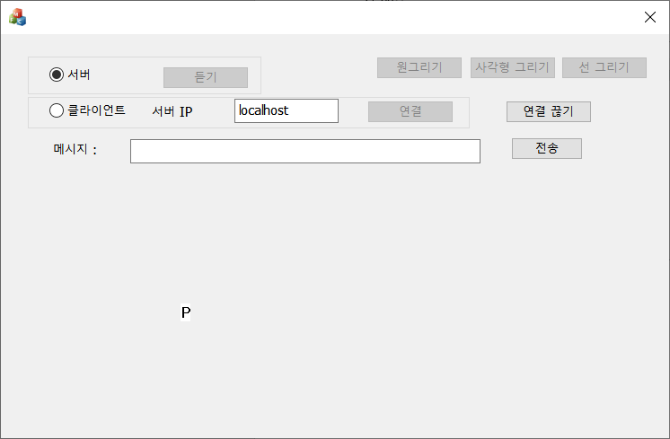 서버
듣기
원그리기
사각형 그리기
선 그리기
클라이언트
서버 IP
localhost
연결
연결 끊기
메시지 :
전송
P